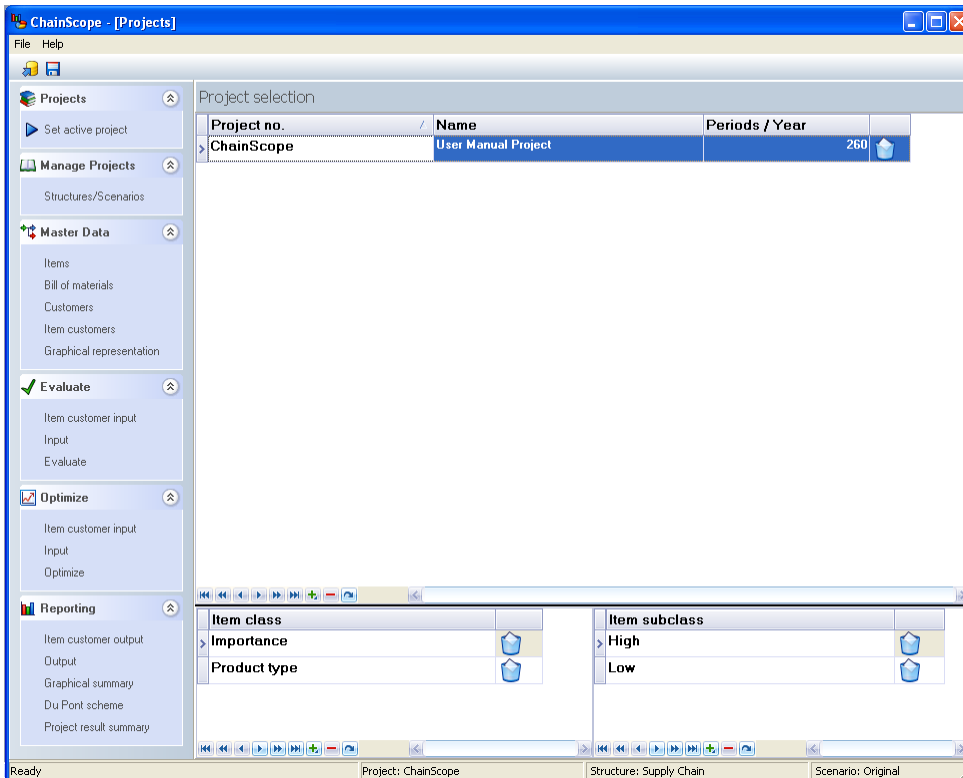 ChainScope - [Projects]
File Help
Projects
Set active project
Manage Projects
Structures/Scenarios
Master Data
Items
Bill of materials
Customers
Item customers
Graphical representation
Evaluate
Item customer input
Input
Evaluate
Optimize
Item customer input
Input
Optimize
Reporting
Item customer output
Output
Graphical summary
Du Pont scheme
Project result summary
Project selection
Project no. Name Periods / Year
ChainScope User Manual Project 260
Item class
Importance
Product type
Item subclass
High
Low
Ready Project: ChainScope Structure: Supply Chain Scenario: Original